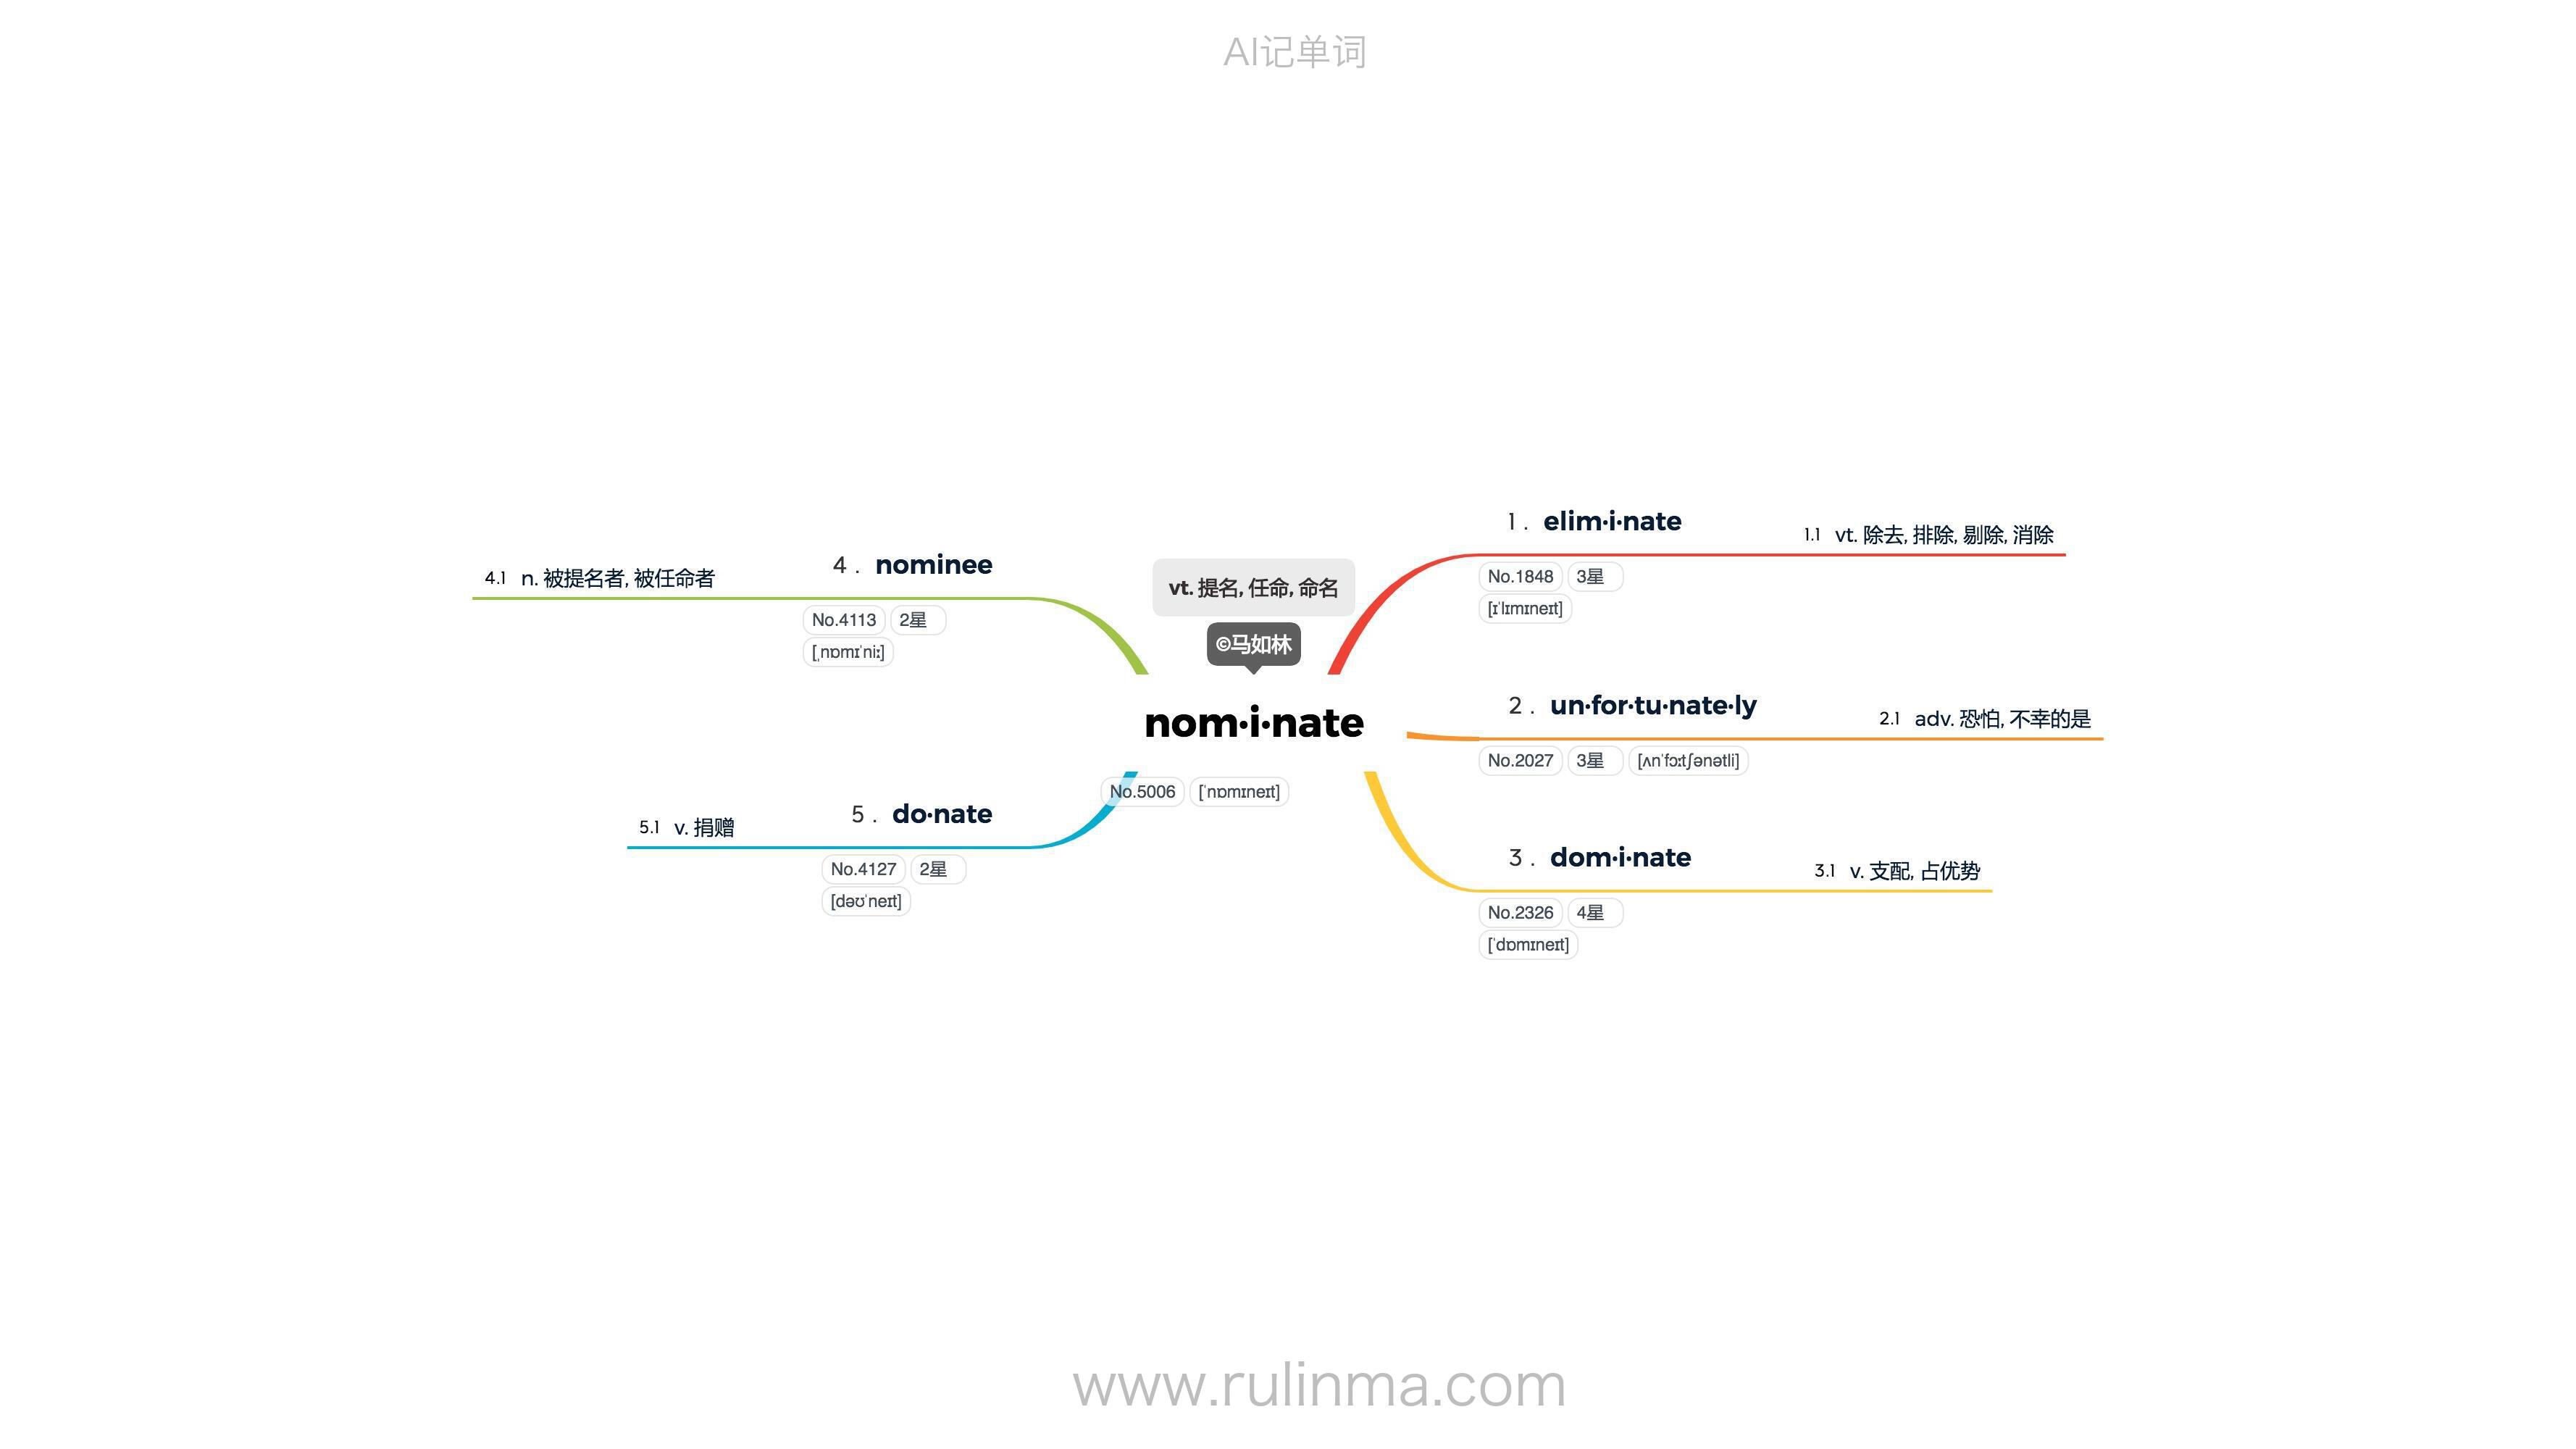 AI记单词
vt. 提名, 任命, 命名
©马如林
nom·i·nate
No.5006 [ˈnɒmɪneɪt]
1 . elim·i·nate
1.1 vt. 除去, 排除, 剔除, 消除
No.1848 3星
[ɪˈlɪmɪneɪt]
2 . un·for·tu·nate·ly
2.1 adv. 恐怕, 不幸的是
No.2027 3星 [ʌnˈfɔːtʃənətli]
3 . dom·i·nate
3.1 v. 支配, 占优势
No.2326 4星
[ˈdɒmɪneɪt]
4 . nominee
4.1 n. 被提名者, 被任命者
No.4113 2星
[ˌnɒmɪˈniː]
5 . do·nate
5.1 v. 捐赠
No.4127 2星
[dəʊˈneɪt]
www.rulinma.com